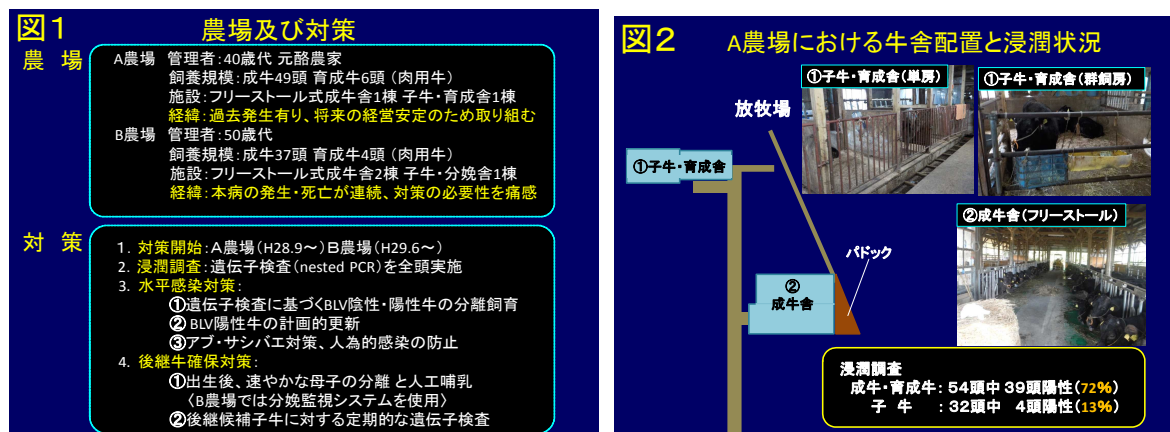 図1 農場及び対策
農場
A農場 管理者:40歳代 元酪農家
飼養規模:成牛49頭 育成牛6頭 (肉用牛)
施設:フリーストール式成牛舎1棟 子牛・育成舎1棟
経緯:過去発生有り、将来の経営安定のため取り組む
B農場 管理者:50歳代
飼養規模:成牛37頭 育成牛4頭 (肉用牛)
施設:フリーストール式成牛舎2棟 子牛・分娩舎1棟
経緯:本病の発生・死亡が連続、対策の必要性を痛感
対策
1. 対策開始:A農場(H28.9~)B農場(H29.6~)
2. 浸潤調査:遺伝子検査(nested PCR)を全頭実施
3. 水平感染対策:
①遺伝子検査に基づくBLV陰性・陽性牛の分離飼育
② BLV陽性牛の計画的更新
③アブ・サシバエ対策、人為的感染の防止
4. 後継牛確保対策:
①出生後、速やかな母子の分離 と人工哺乳
〈B農場では分娩監視システムを使用〉
②後継候補子牛に対する定期的な遺伝子検査
図2 A農場における牛舎配置と浸潤状況
①子牛・育成舎(単房)
①子牛・育成舎(群飼房)
放牧場
①子牛・育成舎
②成牛舎(フリーストール)
パドック
②
成牛舎
浸潤調査
成牛・育成牛:54頭中 39頭陽性(72%)
子 牛 :32頭中 4頭陽性(13%)